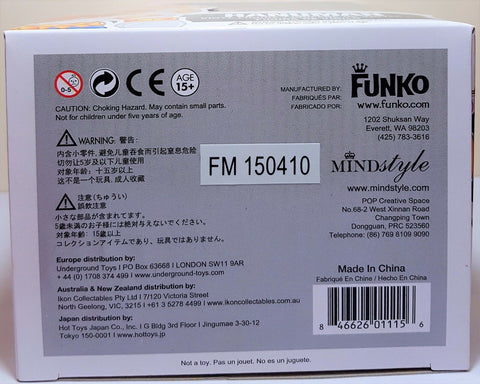 0-5
CE
AGE
15+
CAUTION: Choking Hazard. May contain small parts.
Not for children under five years of age.
MANUFACTURED BY:
FABRIQUÉS PAR:
FABRICADO POR:
FUNKO
www.funko.com
1202 Shuksan Way
Everett, WA 98203
(425) 783-3616
WARNING: 警告:
内含小零件, 避免儿童吞食而引起窒息危险
切勿让5岁及以下儿童使用
对象年龄: 十五岁以上
这不是一个玩具, 成人收藏
注意(ちゅうい)
誤飲注意
小さな部品が含まれてます。
5歳未満のお子様には絶対与えないでください。
対象年齢: 15歳以上
コレクションアイテムであり、玩具ではありません。
FM 150410
MINDstyle
www.mindstyle.com
POP Creative Space
No.68-2 West Xinnan Road
Changping Town
Dongguan, PRC 523560
Telephone: (86) 769 8109 9090
Europe distribution by:
Underground Toys I PO Box 63668 I LONDON SW11 9AR
+ 44 (0) 1708 374 499 I www.underground-toys.com
Australia & New Zealand distribution by:
Ikon Collectables Pty Ltd I 7/120 Victoria Street
North Geelong, VIC, 3215 I +61 3 5278 4499 I www.ikoncollectables.com.au
Japan distribution by:
Hot Toys Japan Co., Inc. I G Bldg 3rd Floor I Jingumae 3-30-12
Tokyo 150-0001 I www.hottoys.jp
Made In China
Fabriqué En Chine / Hecho En China
8 46626 01115 6
Not a toy. Pas un jouet. No es un juguete.